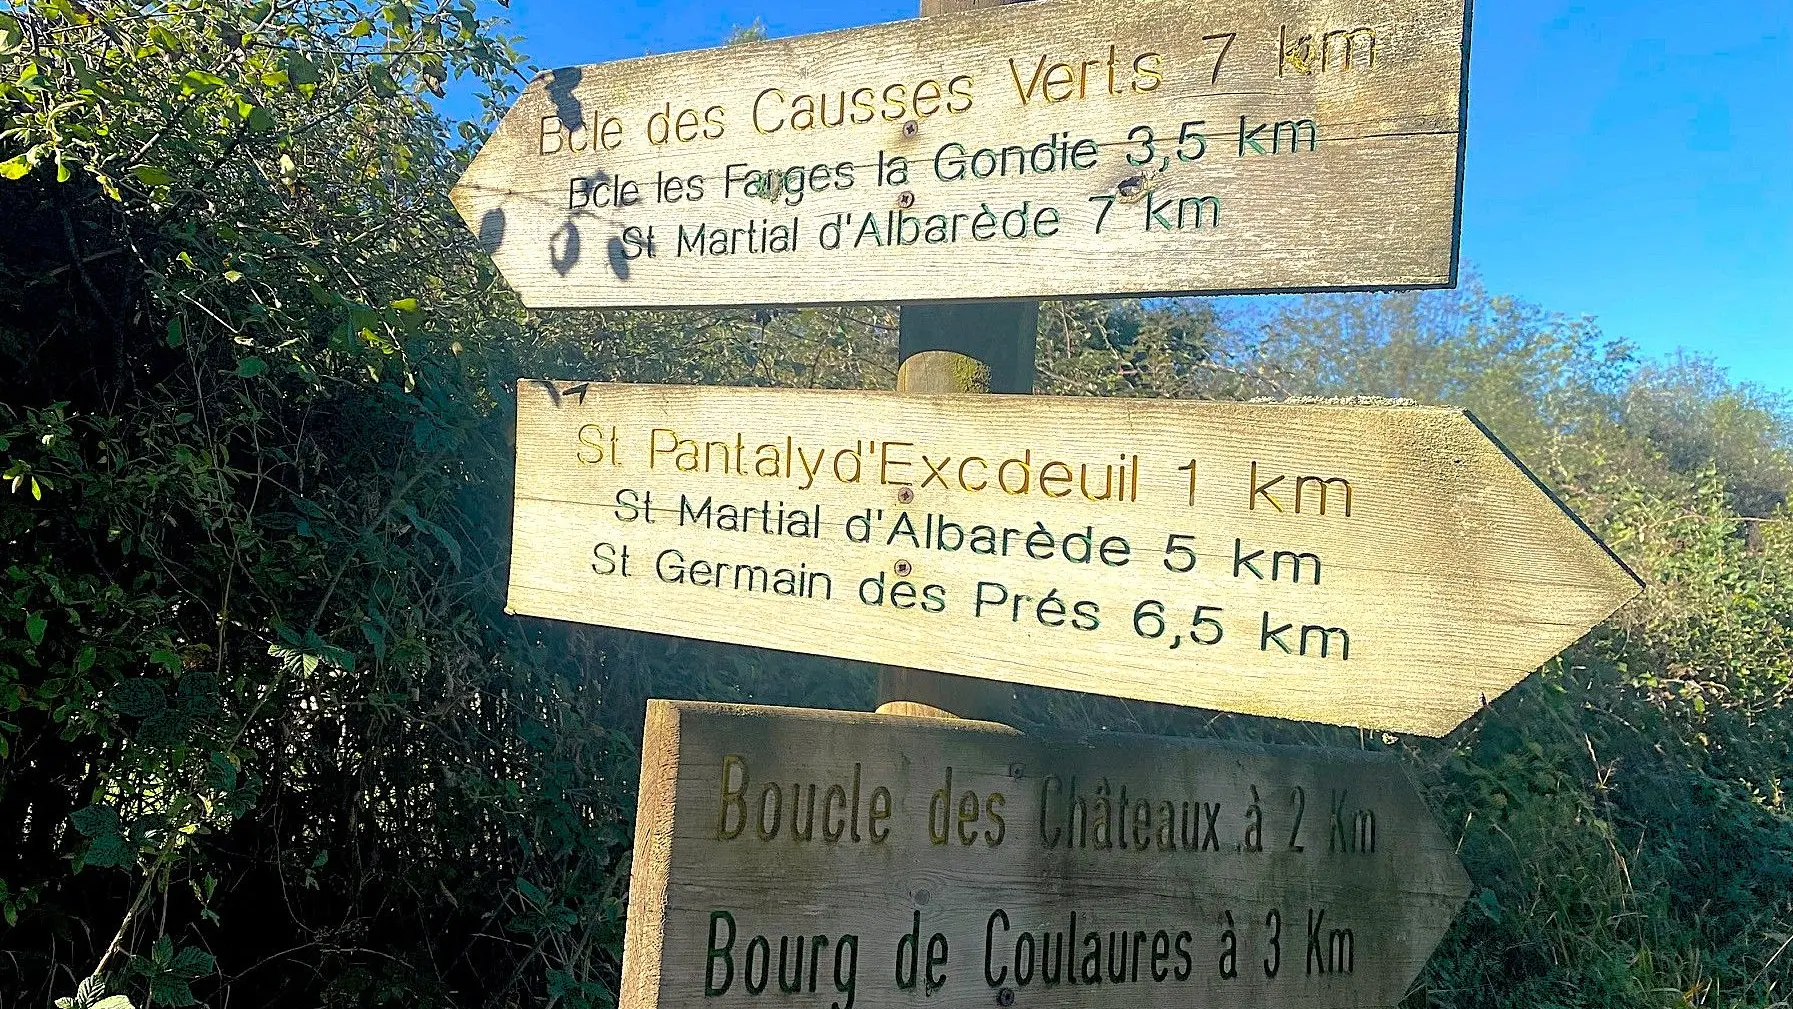 Bcle des Causses Verts 7 km
Bcle les Farges la Gondie 3,5 km
St Martial d'Albarède 7 km
St Pantaly d'Excdeuil 1 km
St Martial d'Albarède 5 km
St Germain des Prés 6,5 km
Boucle des Châteaux à 2 Km
Bourg de Coulaures à 3 Km